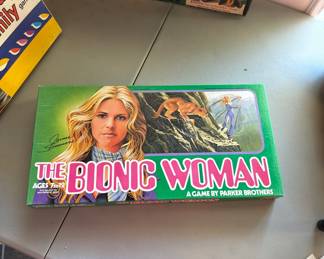 THE BIONIC WOMAN
AGES 7 to 12
A GAME BY PARKER BROTHERS